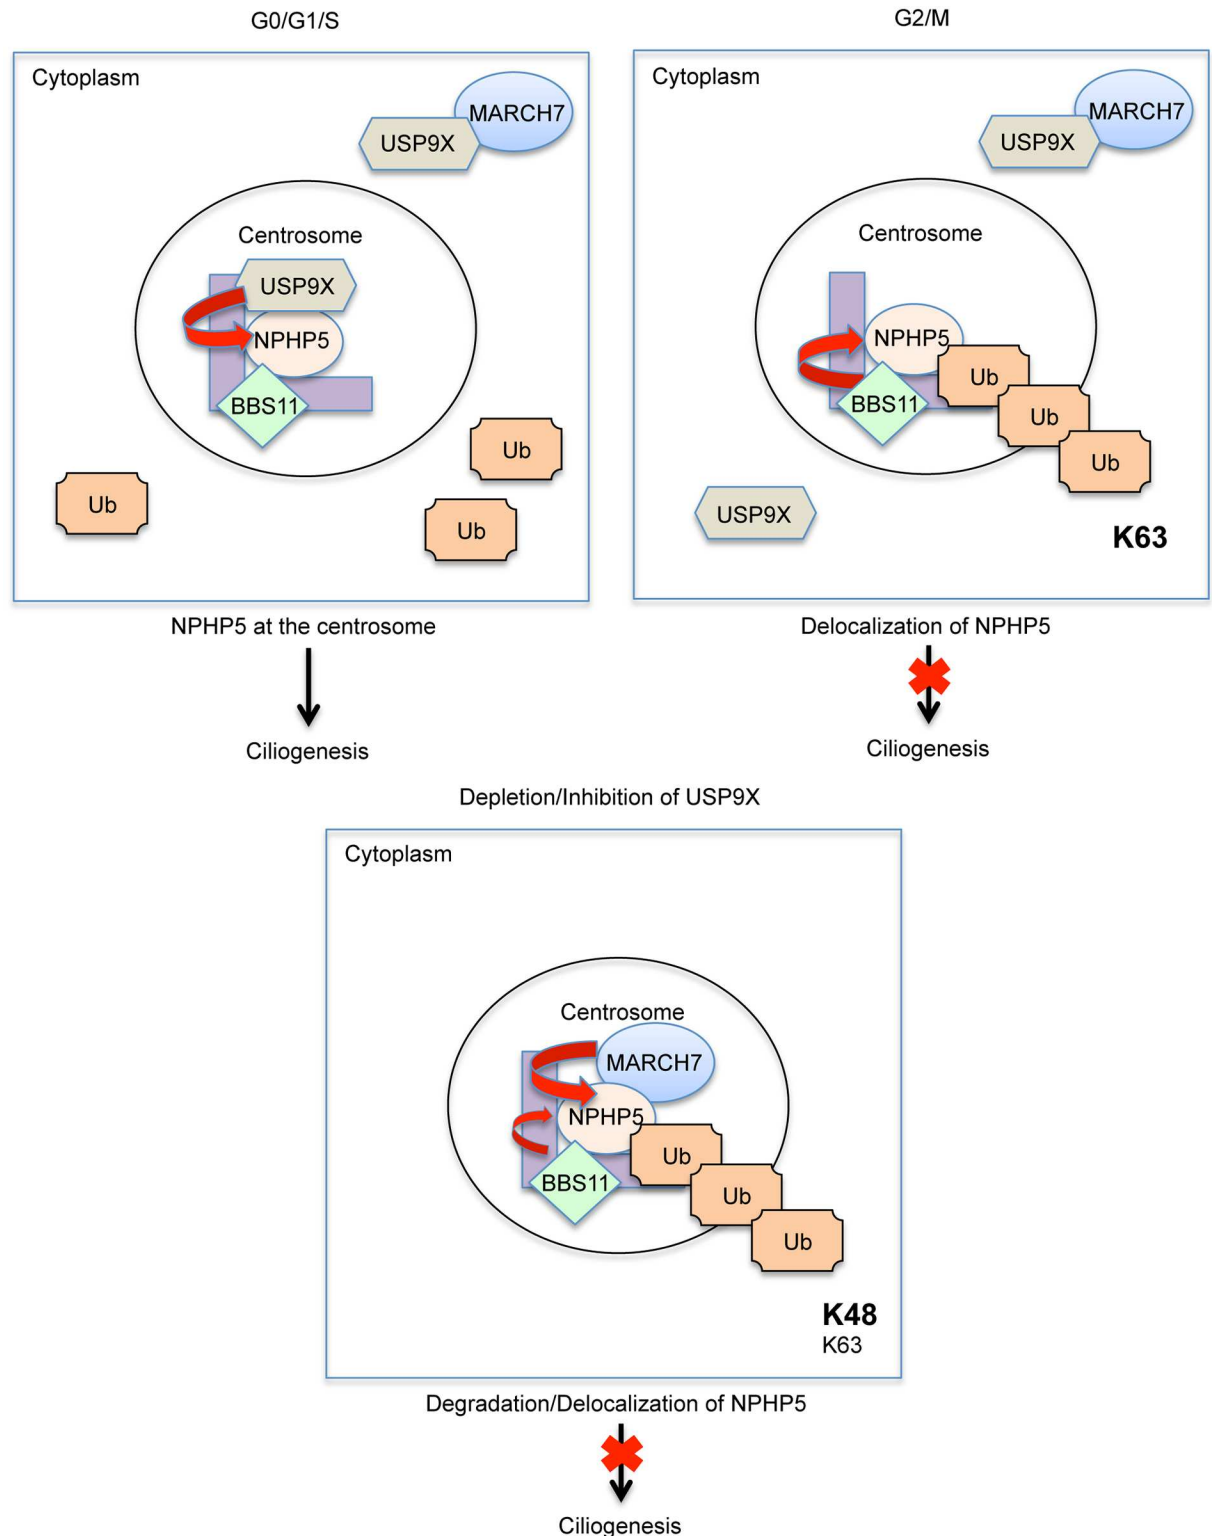 G0/G1/S
Cytoplasm
MARCH7
USP9X
Centrosome
USP9X
NPHP5
BBS11
Ub
Ub
Ub
NPHP5 at the centrosome
Ciliogenesis
G2/M
Cytoplasm
MARCH7
USP9X
Centrosome
NPHP5
Ub
BBS11
Ub
Ub
USP9X
K63
Delocalization of NPHP5
Ciliogenesis
Depletion/Inhibition of USP9X
Cytoplasm
Centrosome
MARCH7
NPHP5
Ub
BBS11
Ub
Ub
K48
K63
Degradation/Delocalization of NPHP5
Ciliogenesis